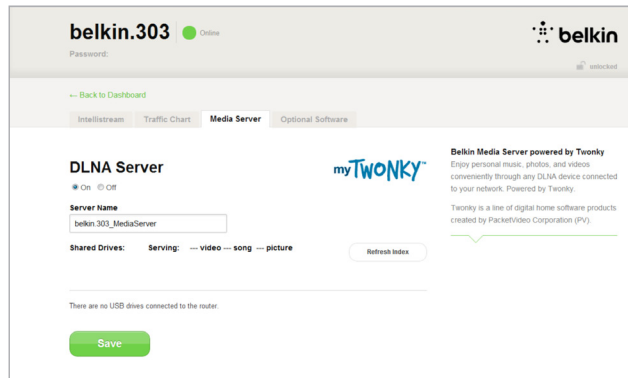 belkin.303 Online
belkin
Password:
unlocked
← Back to Dashboard
Intellistream Traffic Chart Media Server Optional Software
DLNA Server
myTWONKY™
On Off
Server Name
belkin.303_MediaServer
Shared Drives: Serving: --- video --- song --- picture
Refresh Index
There are no USB drives connected to the router.
Save
Belkin Media Server powered by Twonky
Enjoy personal music, photos, and videos
conveniently through any DLNA device connected
to your network. Powered by Twonky.
Twonky is a line of digital home software products
created by PacketVideo Corporation (PV).